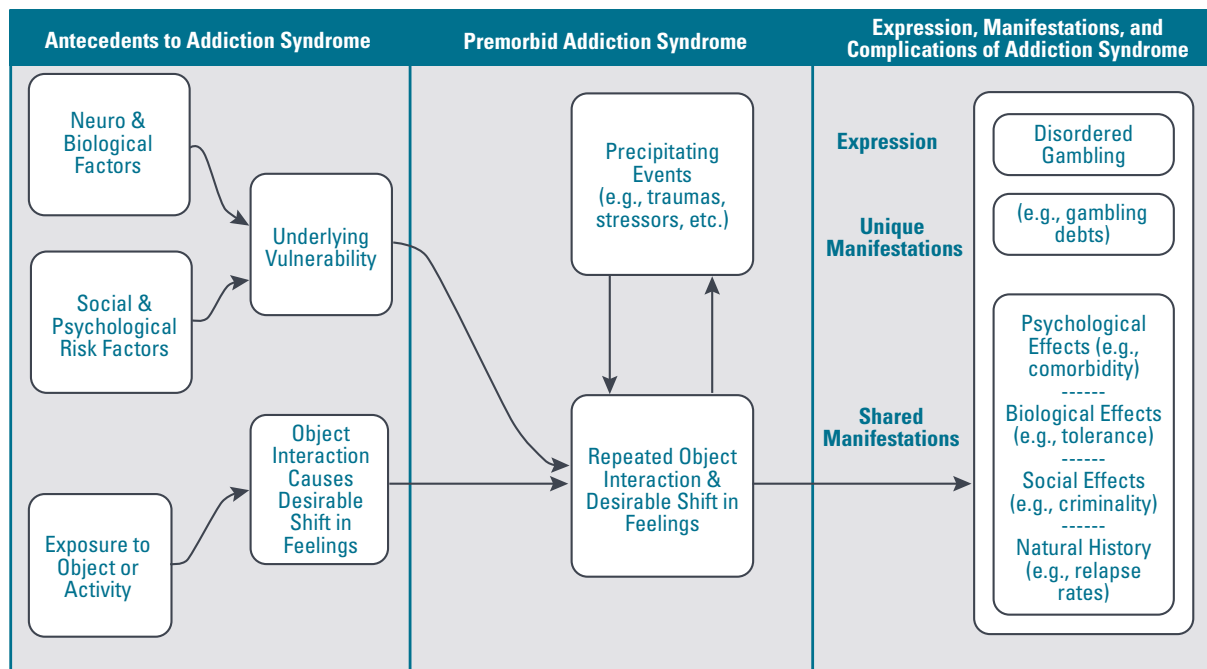 Antecedents to Addiction Syndrome
Premorbid Addiction Syndrome
Expression, Manifestations, and
Complications of Addiction Syndrome
Neuro &
Biological
Factors
Social &
Psychological
Risk Factors
Underlying
Vulnerability
Exposure to
Object or
Activity
Object
Interaction
Causes
Desirable
Shift in
Feelings
Precipitating
Events
(e.g., traumas,
stressors, etc.)
Repeated Object
Interaction &
Desirable Shift in
Feelings
Expression
Disordered
Gambling
Unique
Manifestations
(e.g., gambling
debts)
Shared
Manifestations
Psychological
Effects (e.g.,
comorbidity)
------
Biological Effects
(e.g., tolerance)
------
Social Effects
(e.g., criminality)
------
Natural History
(e.g., relapse
rates)